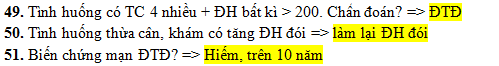 49. Tình huống có TC 4 nhiều + ĐH bất kì > 200. Chẩn đoán? => ĐTĐ
50. Tình huống thừa cân, khám có tăng ĐH đói => làm lại ĐH đói
51. Biến chứng mạn ĐTĐ? => Hiếm, trên 10 năm